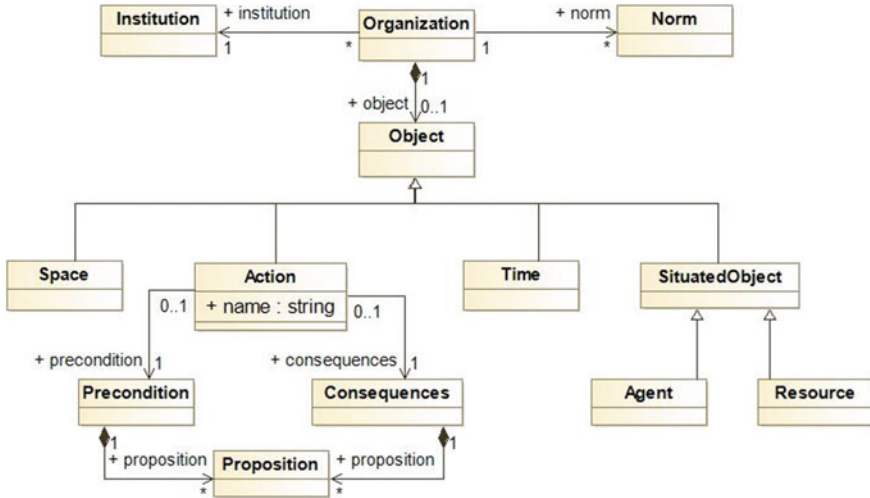 Institution
+ institution
1
*
Organization
1
+ norm
*
Norm
1
+ object
0..1
Object
Space
Action
+ name : string
Time
SituatedObject
0..1
0..1
+ precondition
1
+ consequences
1
Precondition
Consequences
Agent
Resource
1
+ proposition
*
Proposition
1
+ proposition
*